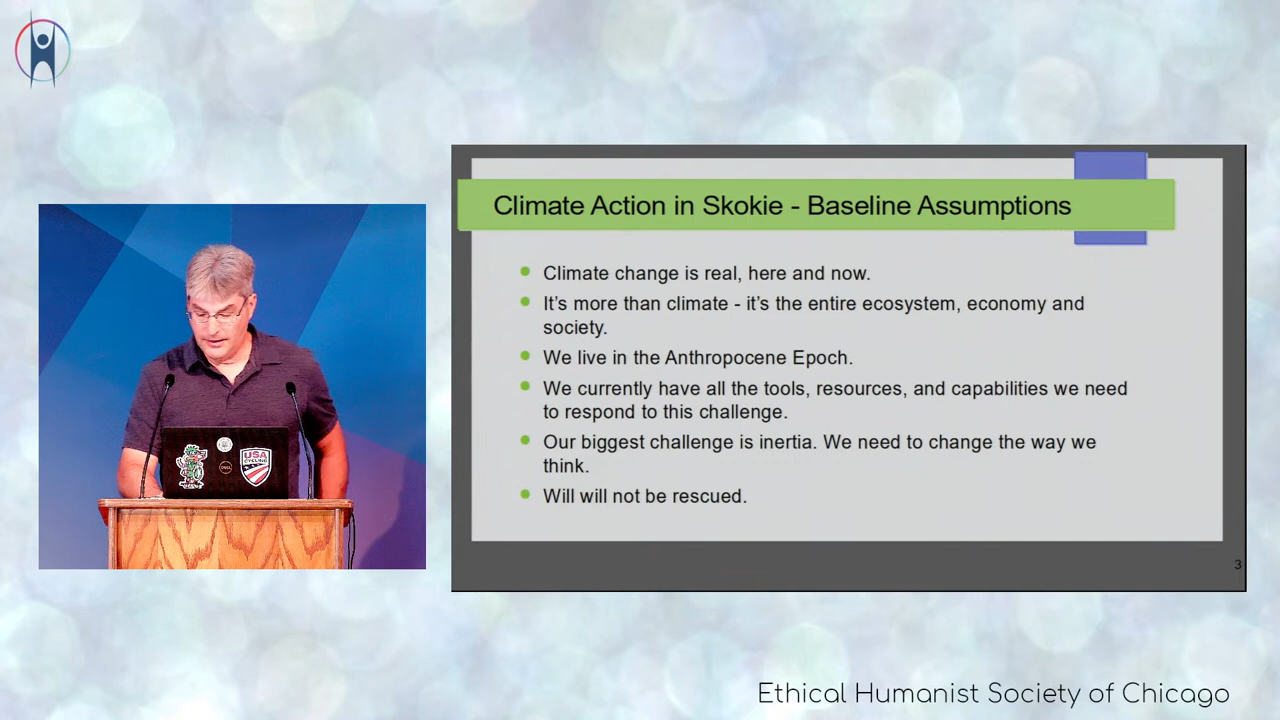 Climate Action in Skokie - Baseline Assumptions
Climate change is real, here and now.
It's more than climate - it's the entire ecosystem, economy and
society.
We live in the Anthropocene Epoch.
We currently have all the tools, resources, and capabilities we need
to respond to this challenge.
Our biggest challenge is inertia. We need to change the way we
think.
Will will not be rescued.
3
USA
CYCLING
DELL
Ethical Humanist Society of Chicago